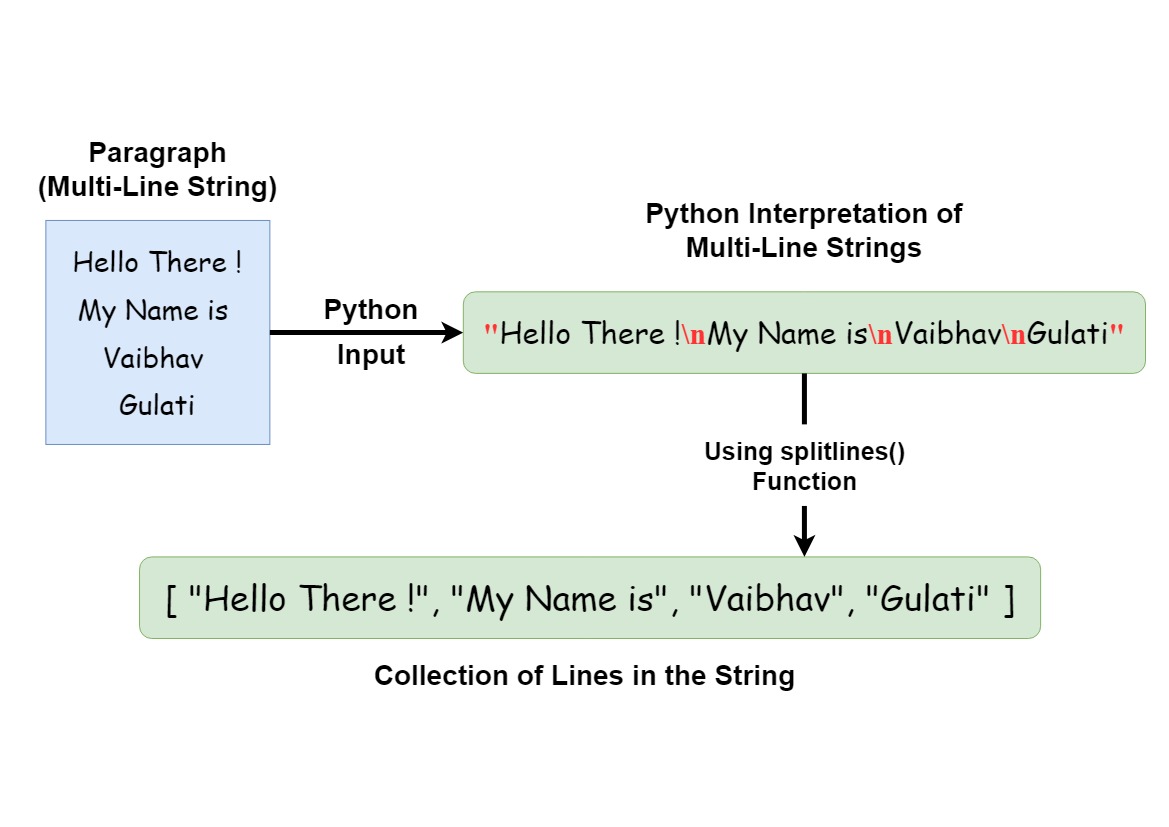 Paragraph
(Multi-Line String)
Hello There !
My Name is
Vaibhav
Gulati
Python
Input
Python Interpretation of
Multi-Line Strings
"Hello There !\nMy Name is\nVaibhav\nGulati"
Using splitlines()
Function
[ "Hello There !", "My Name is", "Vaibhav", "Gulati" ]
Collection of Lines in the String